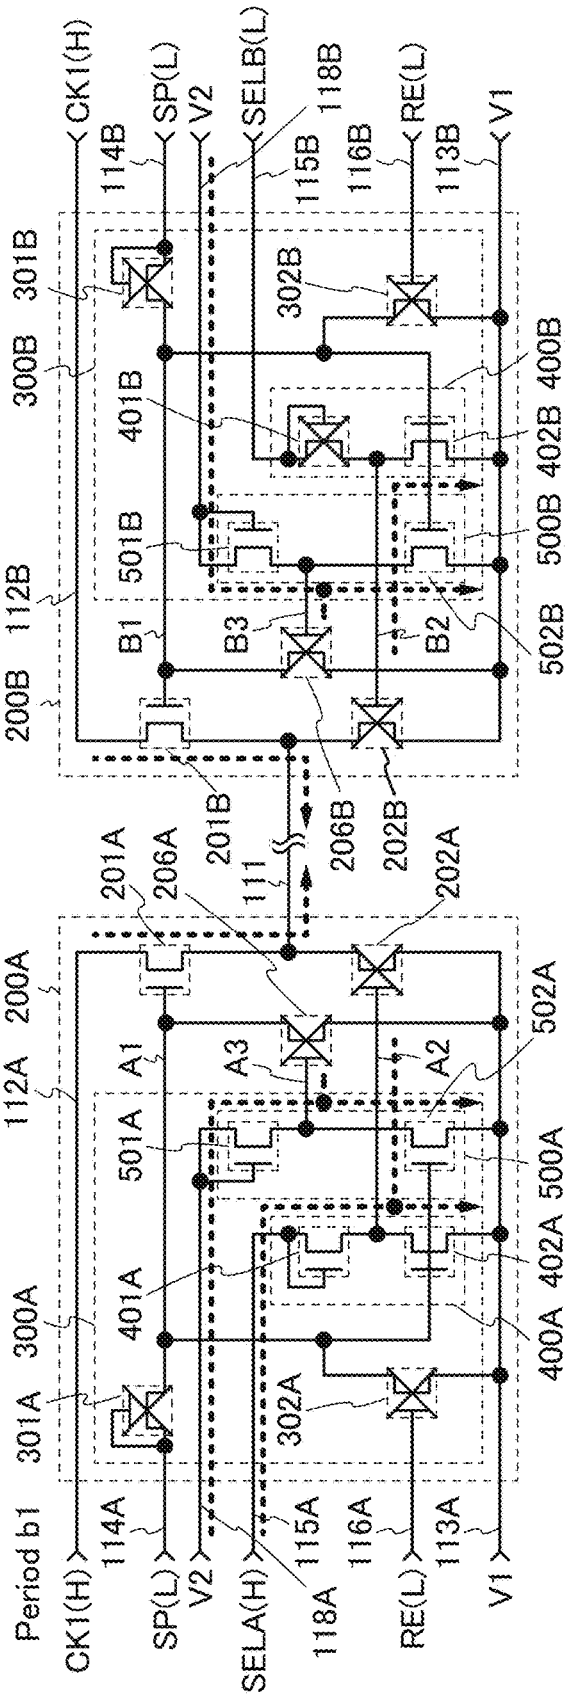 Period b1
301A
300A
112A
200A
200B
112B
300B
301B
CK1(H)
CK1(H)
114A
201A
114B
401A
501A
A1
B1
501B
401B
SP(L)
206A
SP(L)
V2
V2
201B
A3
B3
SELA(H)
111
SELB(L)
302A
302B
115A
115B
118A
118B
206B
116A
116B
202B
RE(L)
RE(L)
A2
B2
202A
113A
113B
V1
V1
400A
402A
500A
502A
502B
500B
402B
400B